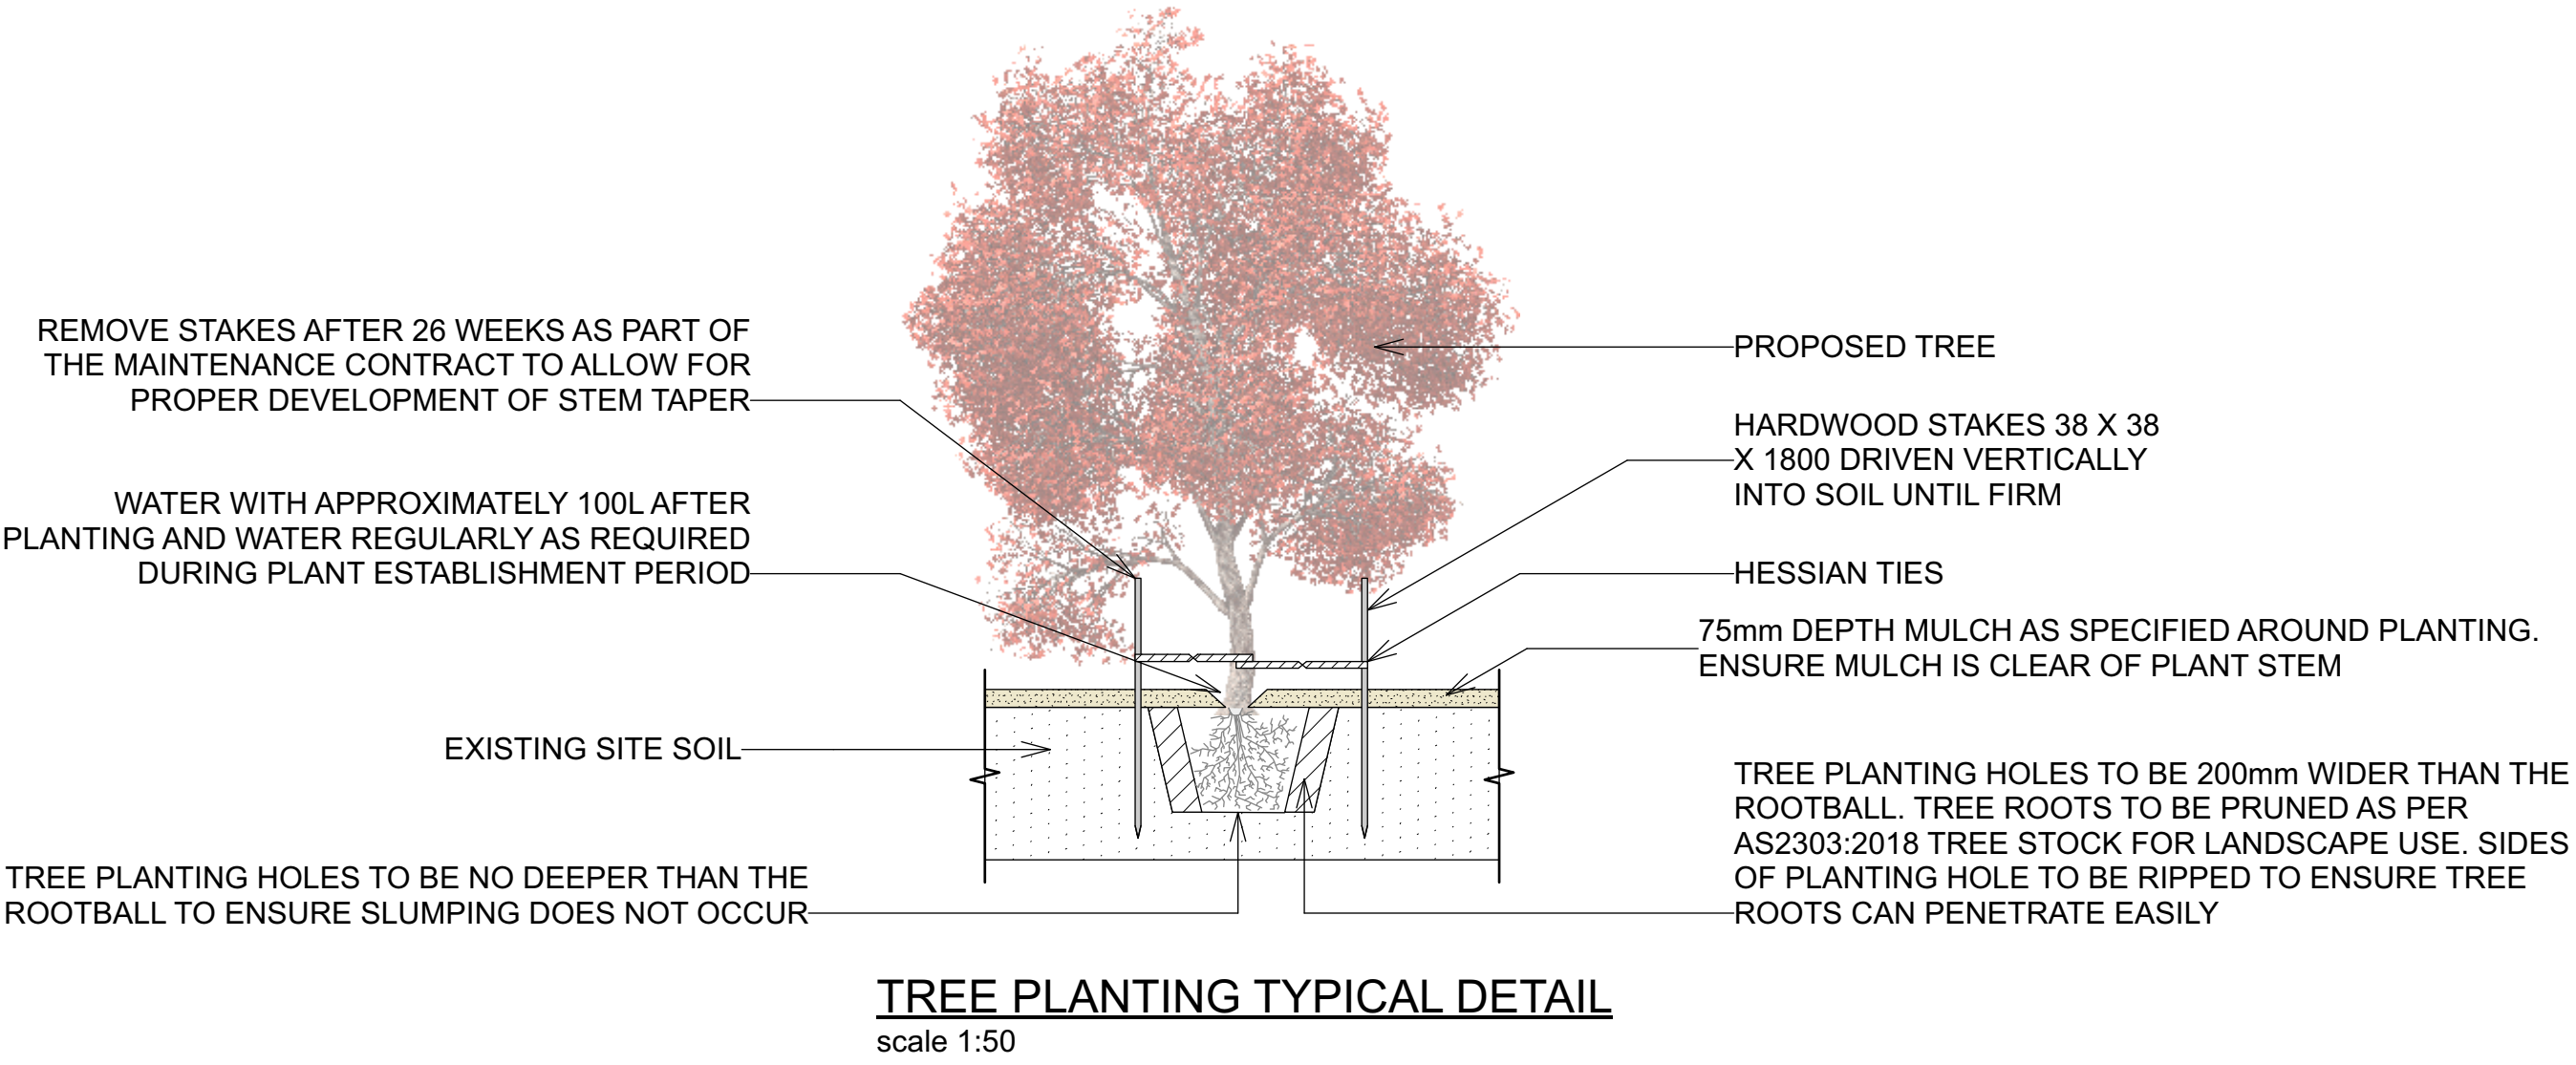 REMOVE STAKES AFTER 26 WEEKS AS PART OF
THE MAINTENANCE CONTRACT TO ALLOW FOR
PROPER DEVELOPMENT OF STEM TAPER
WATER WITH APPROXIMATELY 100L AFTER
PLANTING AND WATER REGULARLY AS REQUIRED
DURING PLANT ESTABLISHMENT PERIOD
EXISTING SITE SOIL
TREE PLANTING HOLES TO BE NO DEEPER THAN THE
ROOTBALL TO ENSURE SLUMPING DOES NOT OCCUR
PROPOSED TREE
HARDWOOD STAKES 38 X 38
X 1800 DRIVEN VERTICALLY
INTO SOIL UNTIL FIRM
HESSIAN TIES
75mm DEPTH MULCH AS SPECIFIED AROUND PLANTING.
ENSURE MULCH IS CLEAR OF PLANT STEM
TREE PLANTING HOLES TO BE 200mm WIDER THAN THE
ROOTBALL. TREE ROOTS TO BE PRUNED AS PER
AS2303:2018 TREE STOCK FOR LANDSCAPE USE. SIDES
OF PLANTING HOLE TO BE RIPPED TO ENSURE TREE
ROOTS CAN PENETRATE EASILY
TREE PLANTING TYPICAL DETAIL
scale 1:50